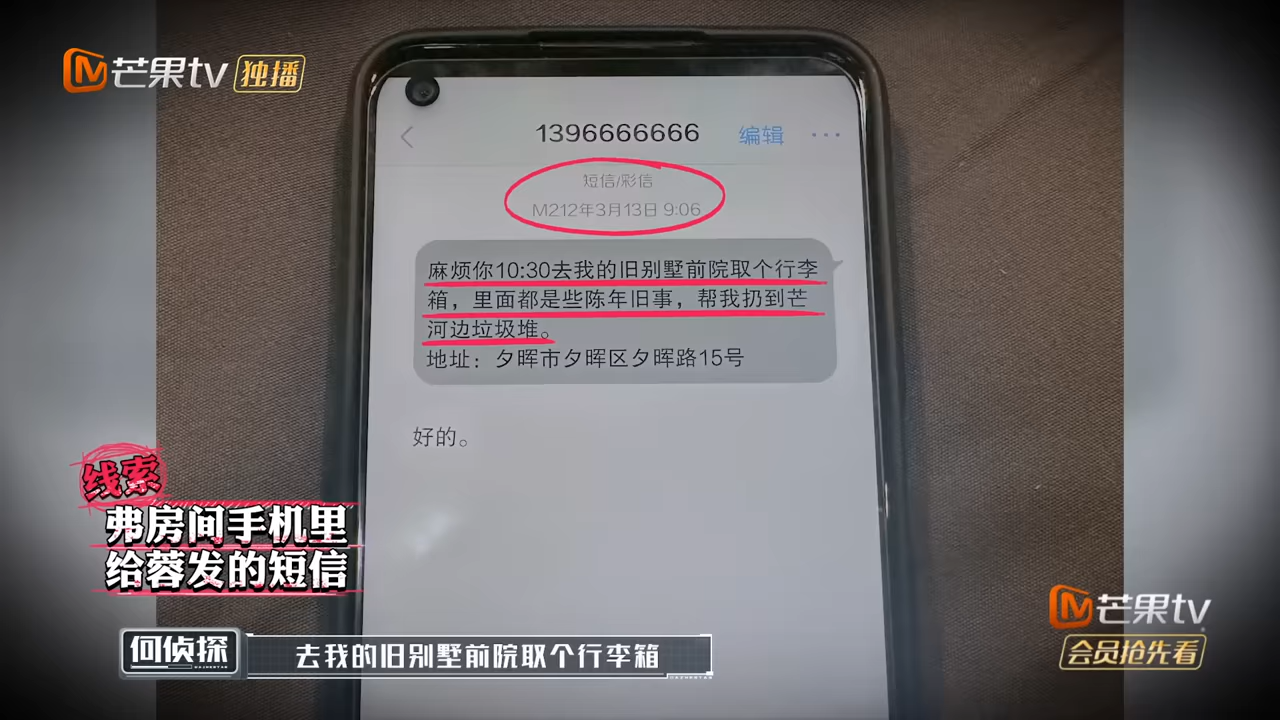 芒果tv 独播
1396666666 编辑 ···
短信/彩信
M212年3月13日 9:06
麻烦你10:30去我的旧别墅前院取个行李
箱，里面都是些陈年旧事，帮我扔到芒
河边垃圾堆。
地址：夕晖市夕晖区夕晖路15号
好的。
线索
弗房间手机里
给蓉发的短信
芒果tv
会员抢先看
何侦探
去我的旧别墅前院取个行李箱